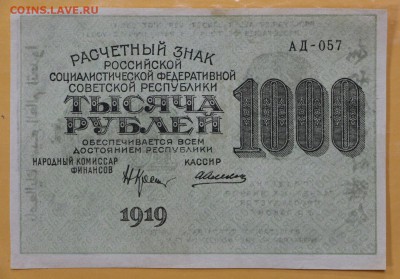 COINS.LAVE.RU
РАСЧЕТНЫЙ ЗНАК
РОССИЙСКОЙ
СОЦИАЛИСТИЧЕСКОЙ ФЕДЕРАТИВНОЙ
СОВЕТСКОЙ РЕСПУБЛИКИ
АД-057
ТЫСЯЧА
РУБЛЕЙ
1000
ОБЕСПЕЧИВАЕТСЯ ВСЕМ
ДОСТОЯНИЕМ РЕСПУБЛИКИ
НАРОДНЫЙ КОМИССАР
ФИНАНСОВ
КАССИР
1919